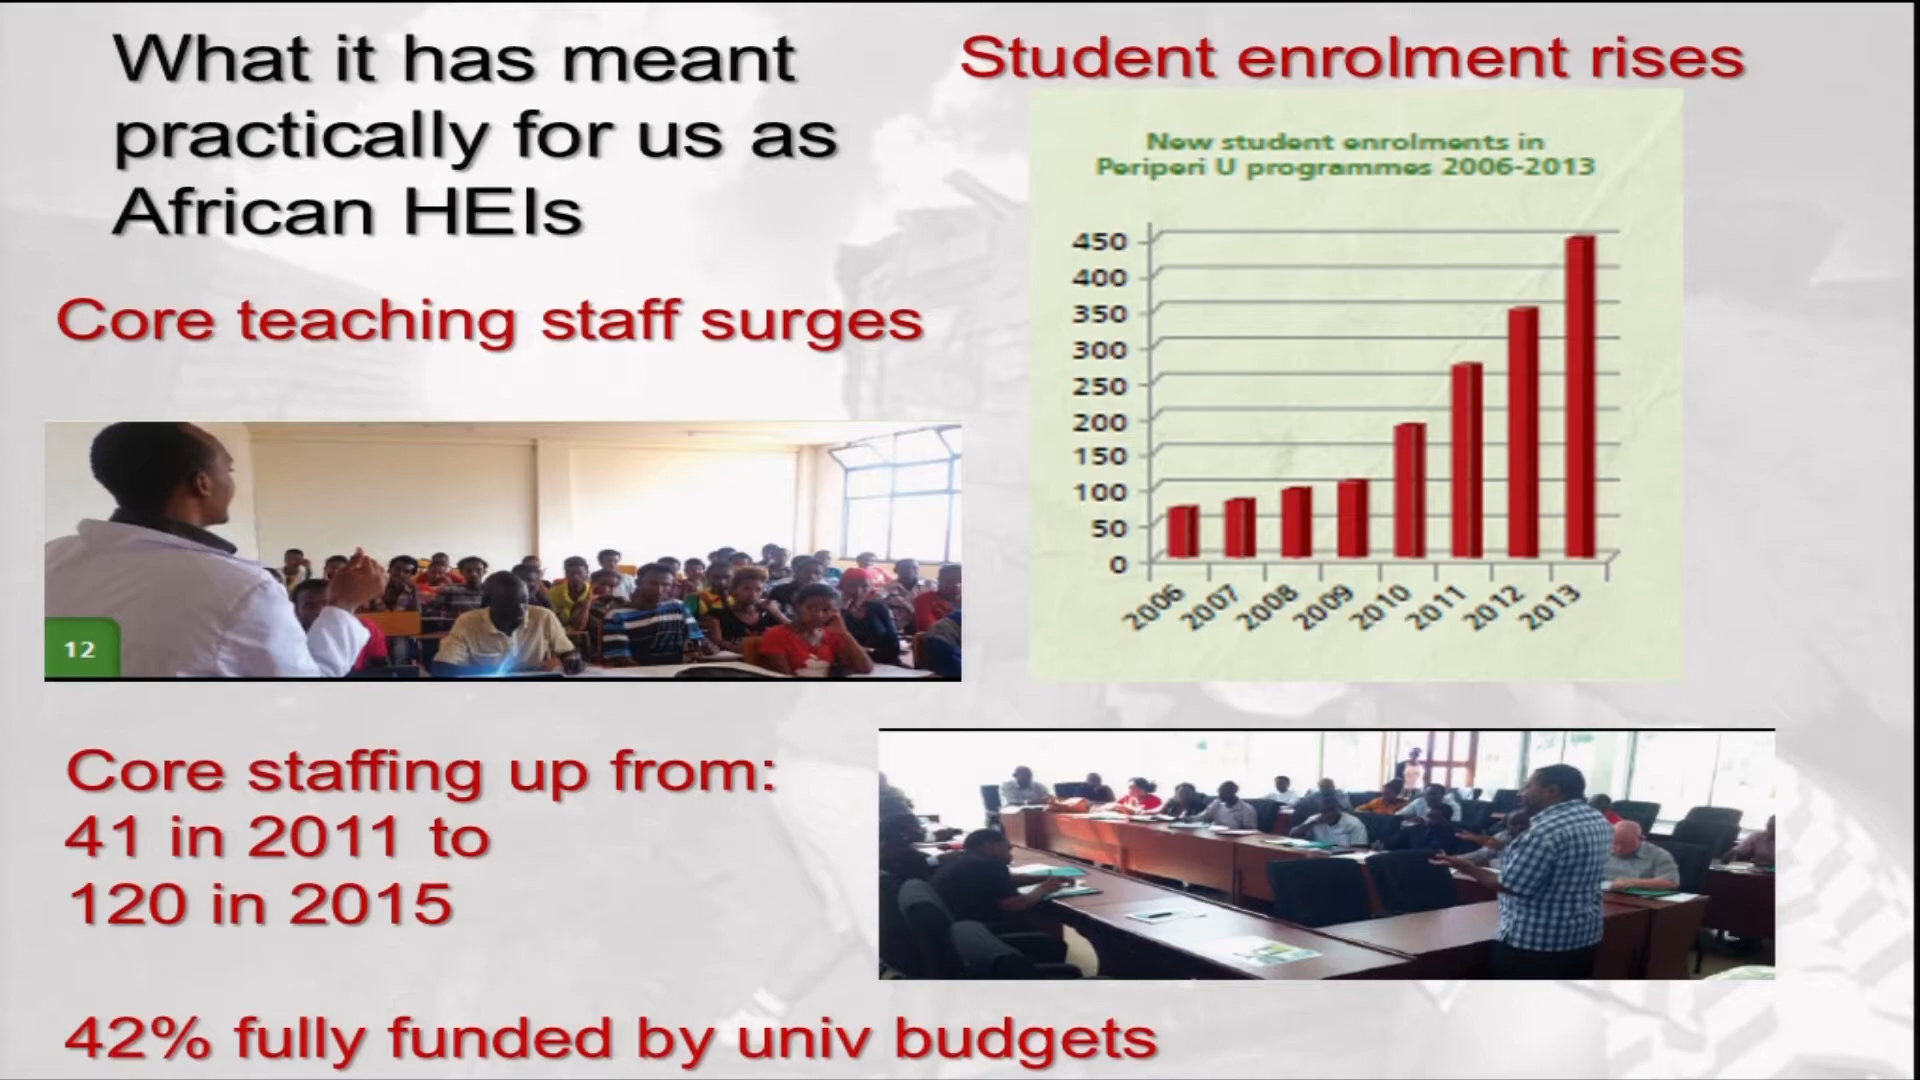 What it has meant
practically for us as
African HEIs
Student enrolment rises
New student enrolments in
Periperi U programmes 2006-2013
450
400
350
300
250
200
150
100
50
0
2006
2007
2008
2009
2010
2011
2012
2013
Core teaching staff surges
12
Core staffing up from:
41 in 2011 to
120 in 2015
42% fully funded by univ budgets